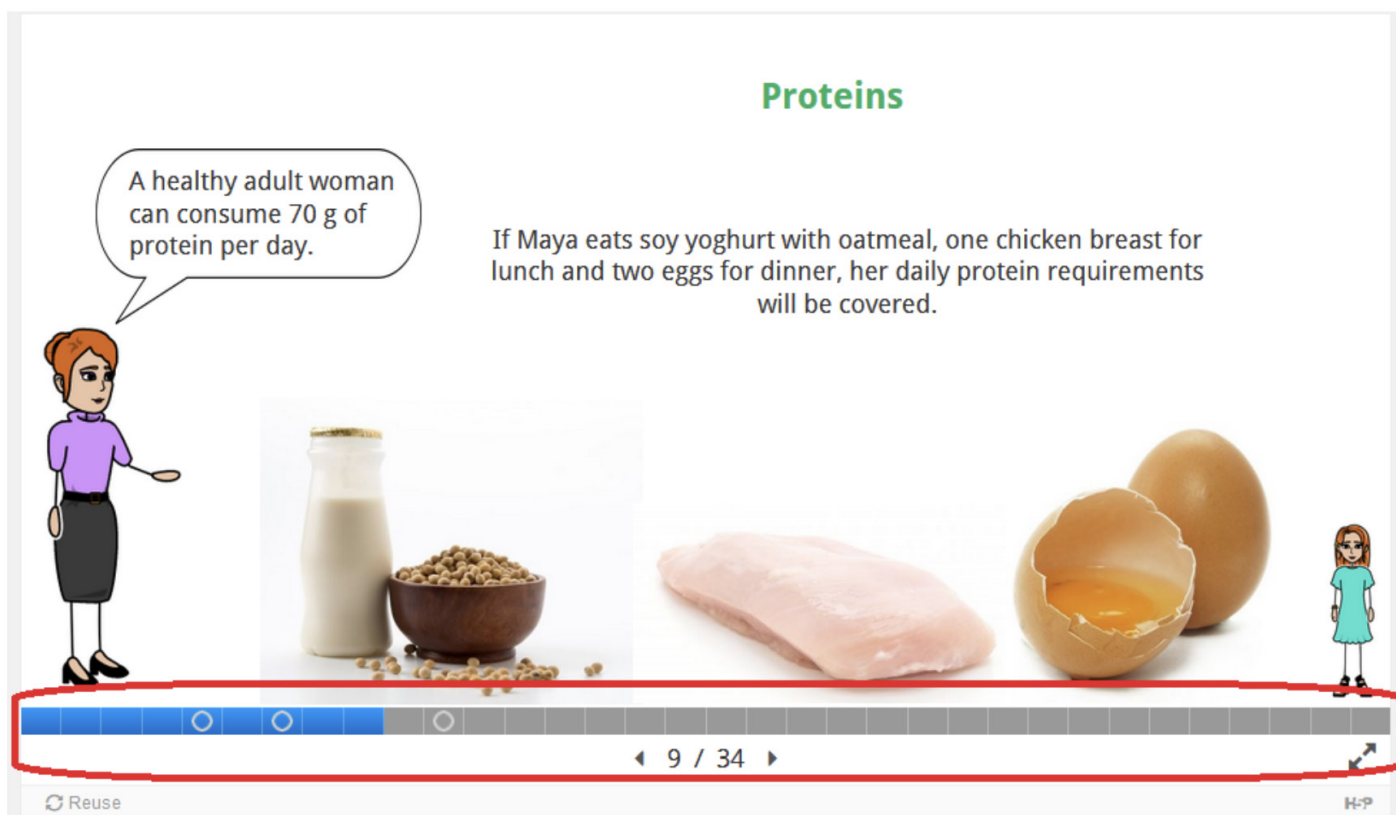 Proteins
A healthy adult woman
can consume 70 g of
protein per day.
If Maya eats soy yoghurt with oatmeal, one chicken breast for
lunch and two eggs for dinner, her daily protein requirements
will be covered.
9 / 34
Reuse
H5P